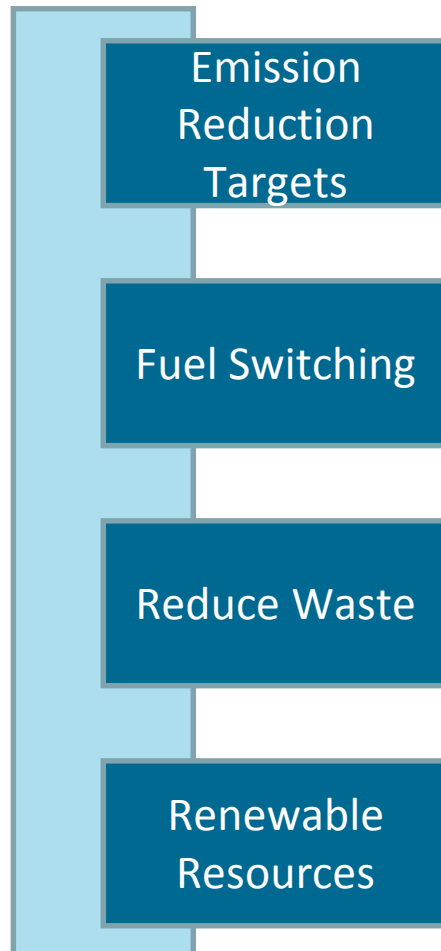 Emission
Reduction
Targets
Fuel Switching
Reduce Waste
Renewable
Resources